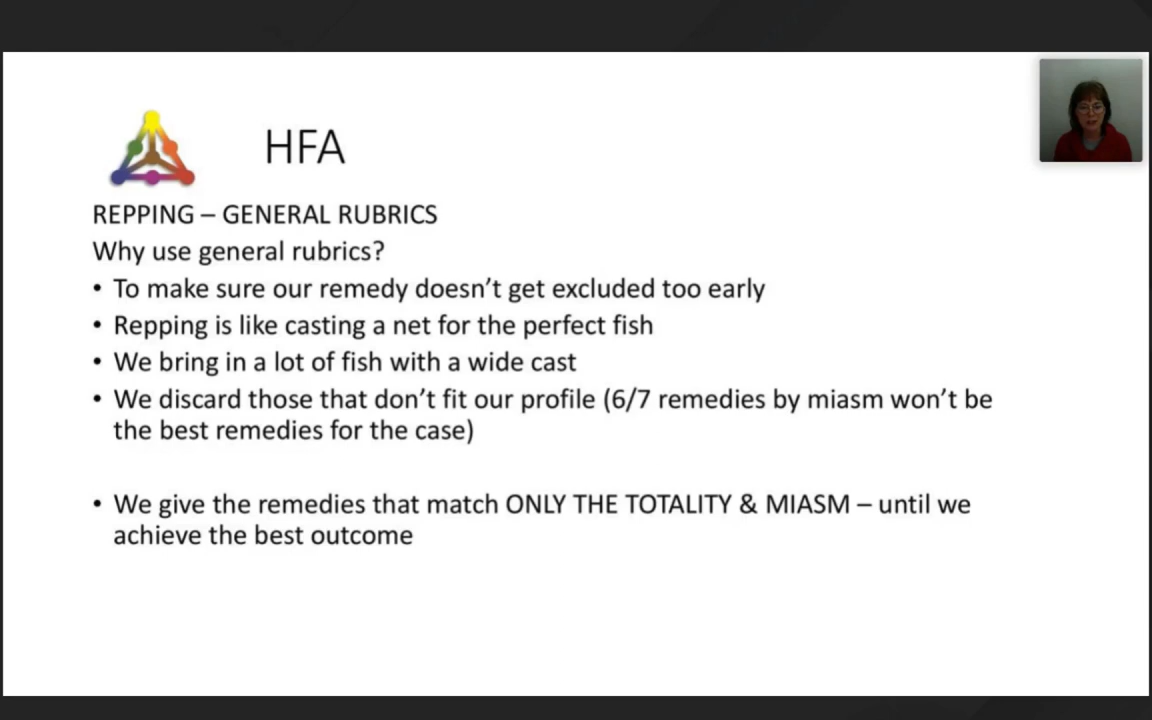 HFA
REPPING – GENERAL RUBRICS
Why use general rubrics?
• To make sure our remedy doesn’t get excluded too early
• Repping is like casting a net for the perfect fish
• We bring in a lot of fish with a wide cast
• We discard those that don’t fit our profile (6/7 remedies by miasm won’t be
the best remedies for the case)
• We give the remedies that match ONLY THE TOTALITY & MIASM – until we
achieve the best outcome